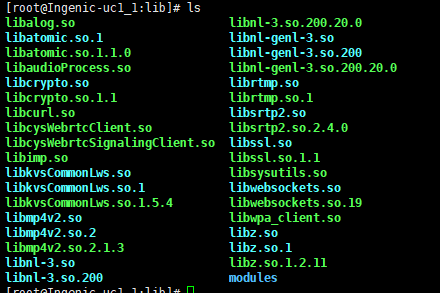 [root@Ingenic-uc1_1:lib]# ls
libalog.so libnl-3.so.200.20.0
libatomic.so.1 libnl-genl-3.so
libatomic.so.1.1.0 libnl-genl-3.so.200
libaudioProcess.so libnl-genl-3.so.200.20.0
libcrypto.so librtmp.so
libcrypto.so.1.1 librtmp.so.1
libcurl.so libsrtp2.so
libcysWebrtcClient.so libsrtp2.so.2.4.0
libcysWebrtcSignalingClient.so libssl.so
libimp.so libssl.so.1.1
libkvsCommonLws.so libsysutils.so
libkvsCommonLws.so.1 libwebsockets.so
libkvsCommonLws.so.1.5.4 libwebsockets.so.19
libmp4v2.so libwpa_client.so
libmp4v2.so.2 libz.so
libmp4v2.so.2.1.3 libz.so.1
libnl-3.so libz.so.1.2.11
libnl-3.so.200 modules
[root@Ingenic-uc1_1:lib]#